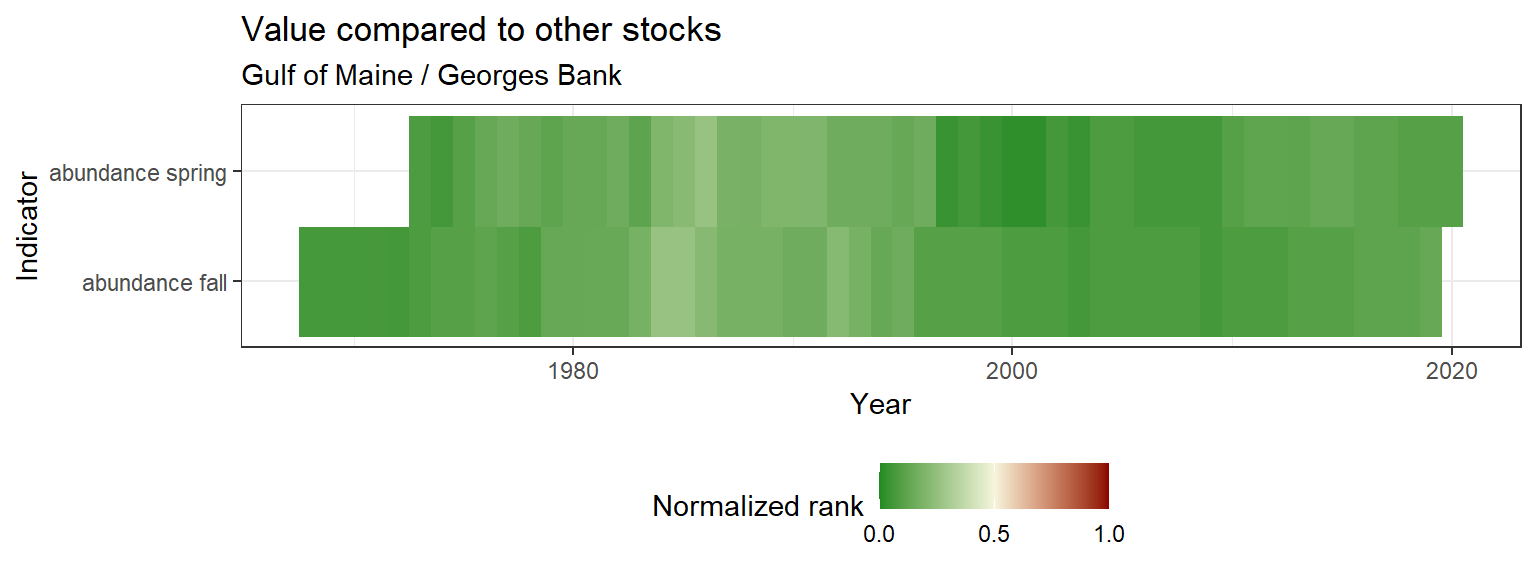 Value compared to other stocks
Gulf of Maine / Georges Bank
Indicator
abundance spring
abundance fall
1980 2000 2020
Year
Normalized rank
0.0 0.5 1.0